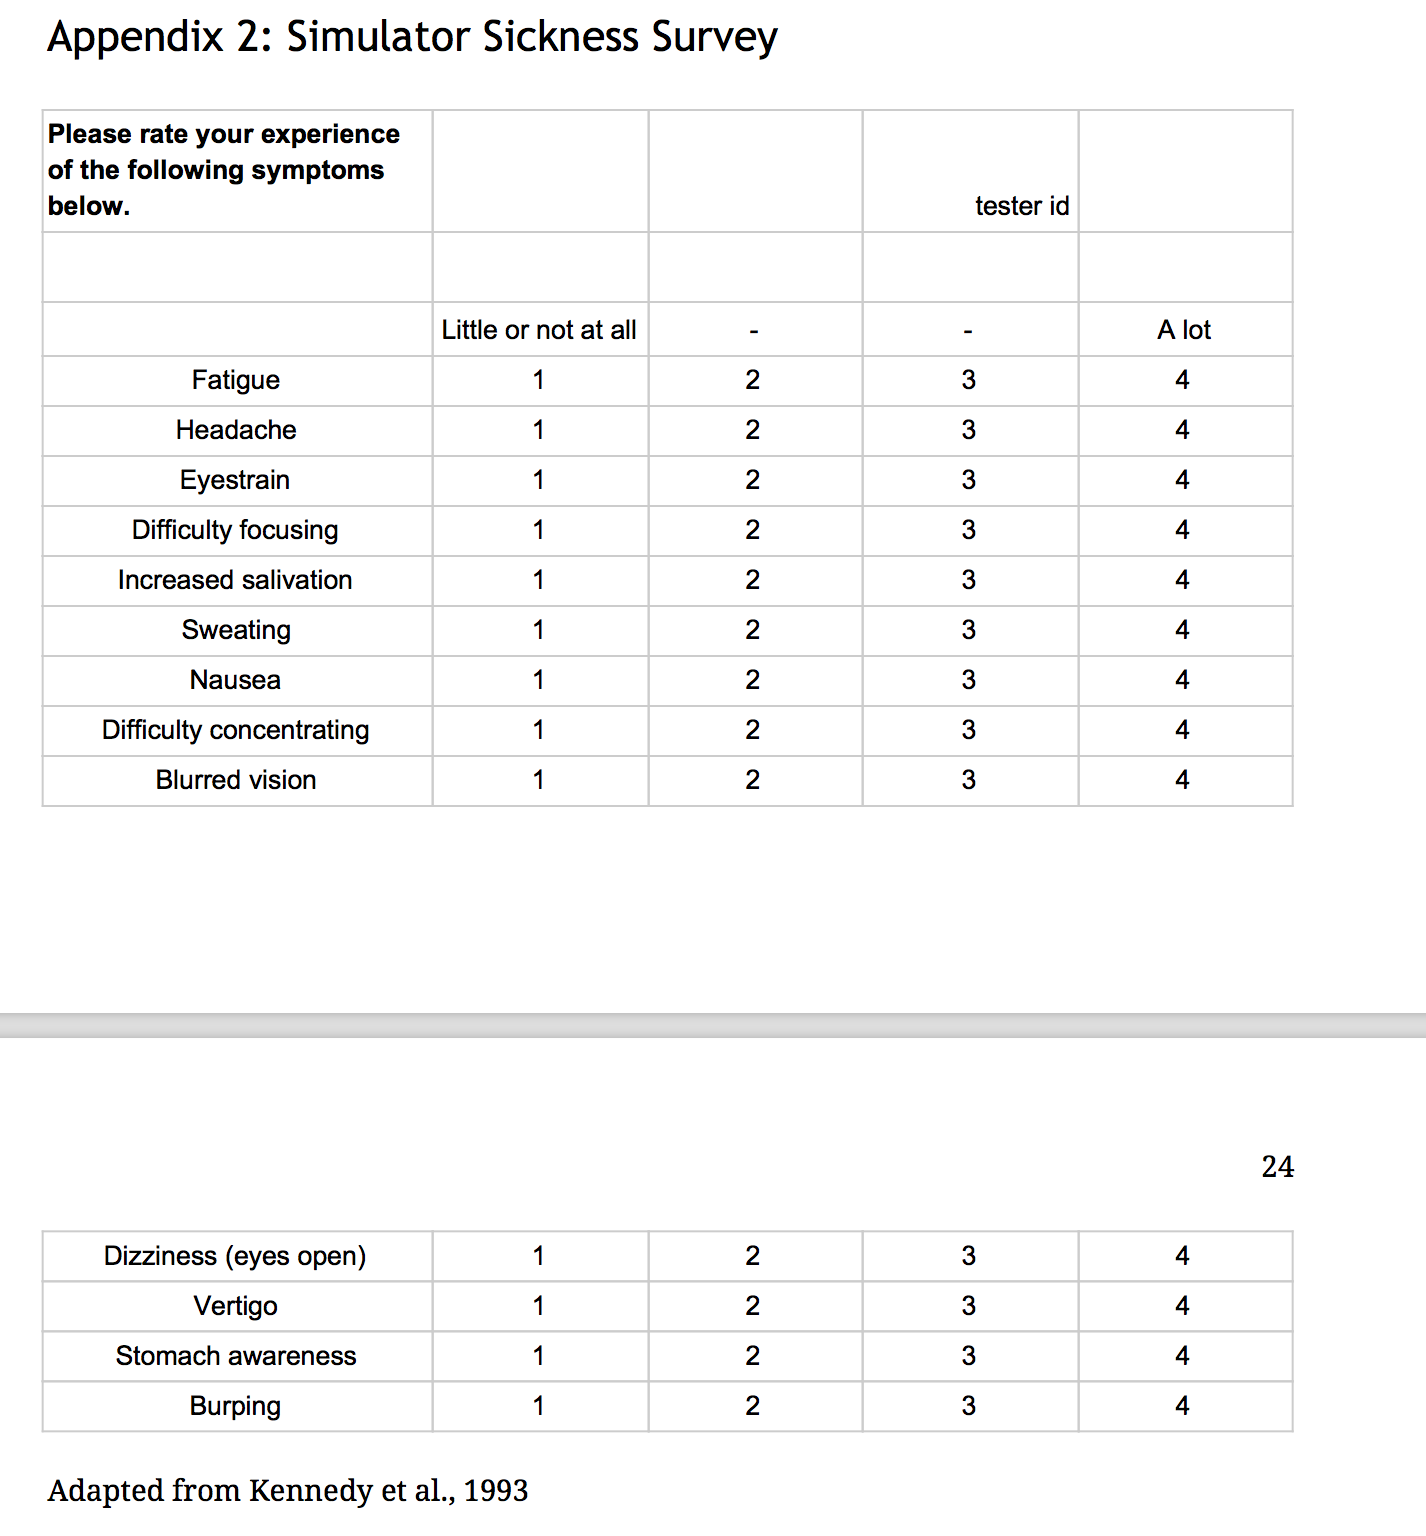 Appendix 2: Simulator Sickness Survey
Please rate your experience
of the following symptoms
below.
tester id
Little or not at all - - A lot
Fatigue 1 2 3 4
Headache 1 2 3 4
Eyestrain 1 2 3 4
Difficulty focusing 1 2 3 4
Increased salivation 1 2 3 4
Sweating 1 2 3 4
Nausea 1 2 3 4
Difficulty concentrating 1 2 3 4
Blurred vision 1 2 3 4
24
Dizziness (eyes open) 1 2 3 4
Vertigo 1 2 3 4
Stomach awareness 1 2 3 4
Burping 1 2 3 4
Adapted from Kennedy et al., 1993